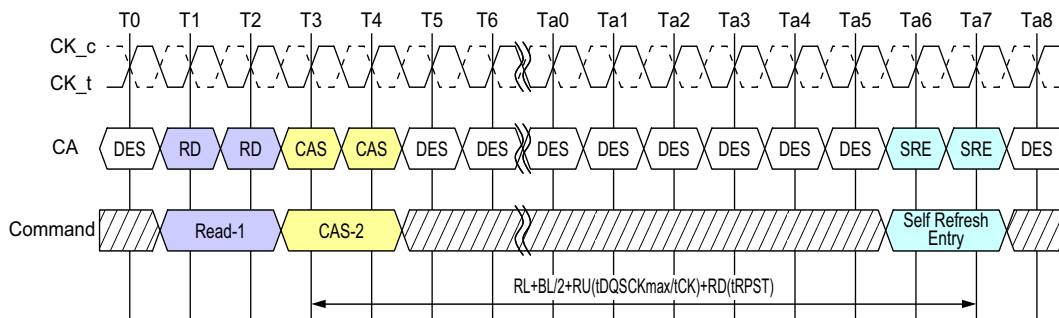 T0 T1 T2 T3 T4 T5 T6 Ta0 Ta1 Ta2 Ta3 Ta4 Ta5 Ta6 Ta7 Ta8
CK_c
CK_t
CA DES RD RD CAS CAS DES DES DES DES DES DES DES DES SRE SRE DES
Command Read-1 CAS-2 Self Refresh
Entry
RL+BL/2+RU(tDQSCKmax/tCK)+RD(tRPST)